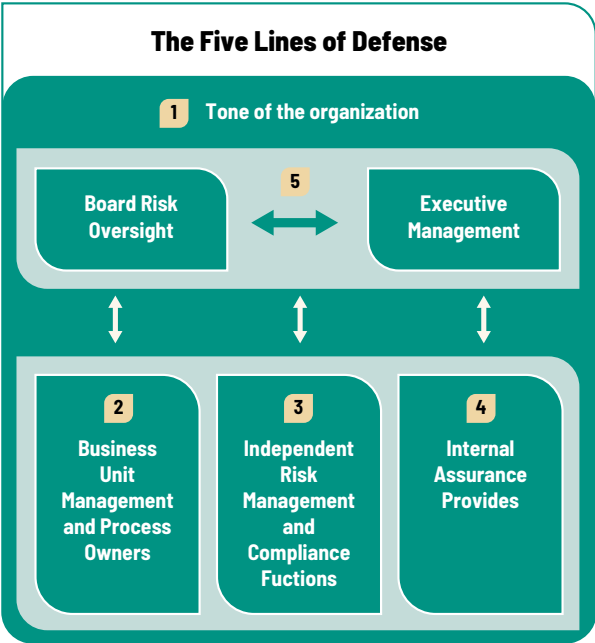 The Five Lines of Defense
1 Tone of the organization
5
Board Risk
Oversight
Executive
Management
2
Business
Unit
Management
and Process
Owners
3
Independent
Risk
Management
and
Compliance
Fuctions
4
Internal
Assurance
Provides